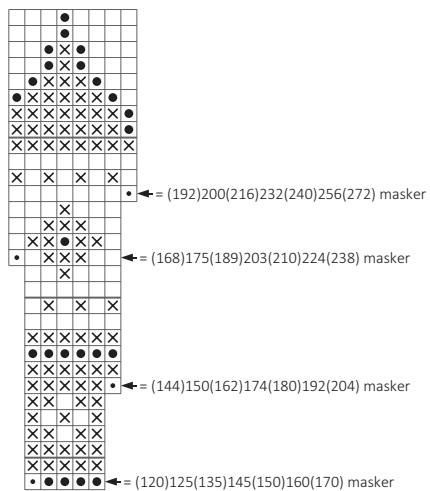 = (192)200(216)232(240)256(272) masker
= (168)175(189)203(210)224(238) masker
= (144)150(162)174(180)192(204) masker
= (120)125(135)145(150)160(170) masker